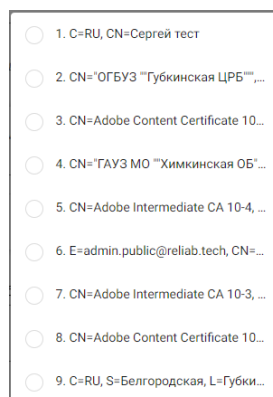 1. C=RU, CN=Сергей тест
2. CN="ОГБУЗ ""Губкинская ЦРБ""",...
3. CN=Adobe Content Certificate 10...
4. CN="ГАУЗ МО ""Химкинская ОБ"...
5. CN=Adobe Intermediate CA 10-4, ...
6. E=admin.public@reliab.tech, CN=...
7. CN=Adobe Intermediate CA 10-3, ...
8. CN=Adobe Content Certificate 10...
9. C=RU, S=Белгородская, L=Губки...